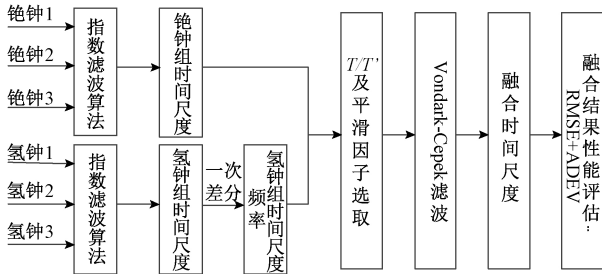 铯钟1
铯钟2
铯钟3
指数滤波算法
铯钟组时间尺度
氢钟1
氢钟2
氢钟3
指数滤波算法
氢钟组时间尺度
一次
差分
氢钟组时间尺度
频率
T/T'
及平滑因子选取
Vondark-Cepek滤波
融合时间尺度
融合结果性能评估:
RMSE+ADEV